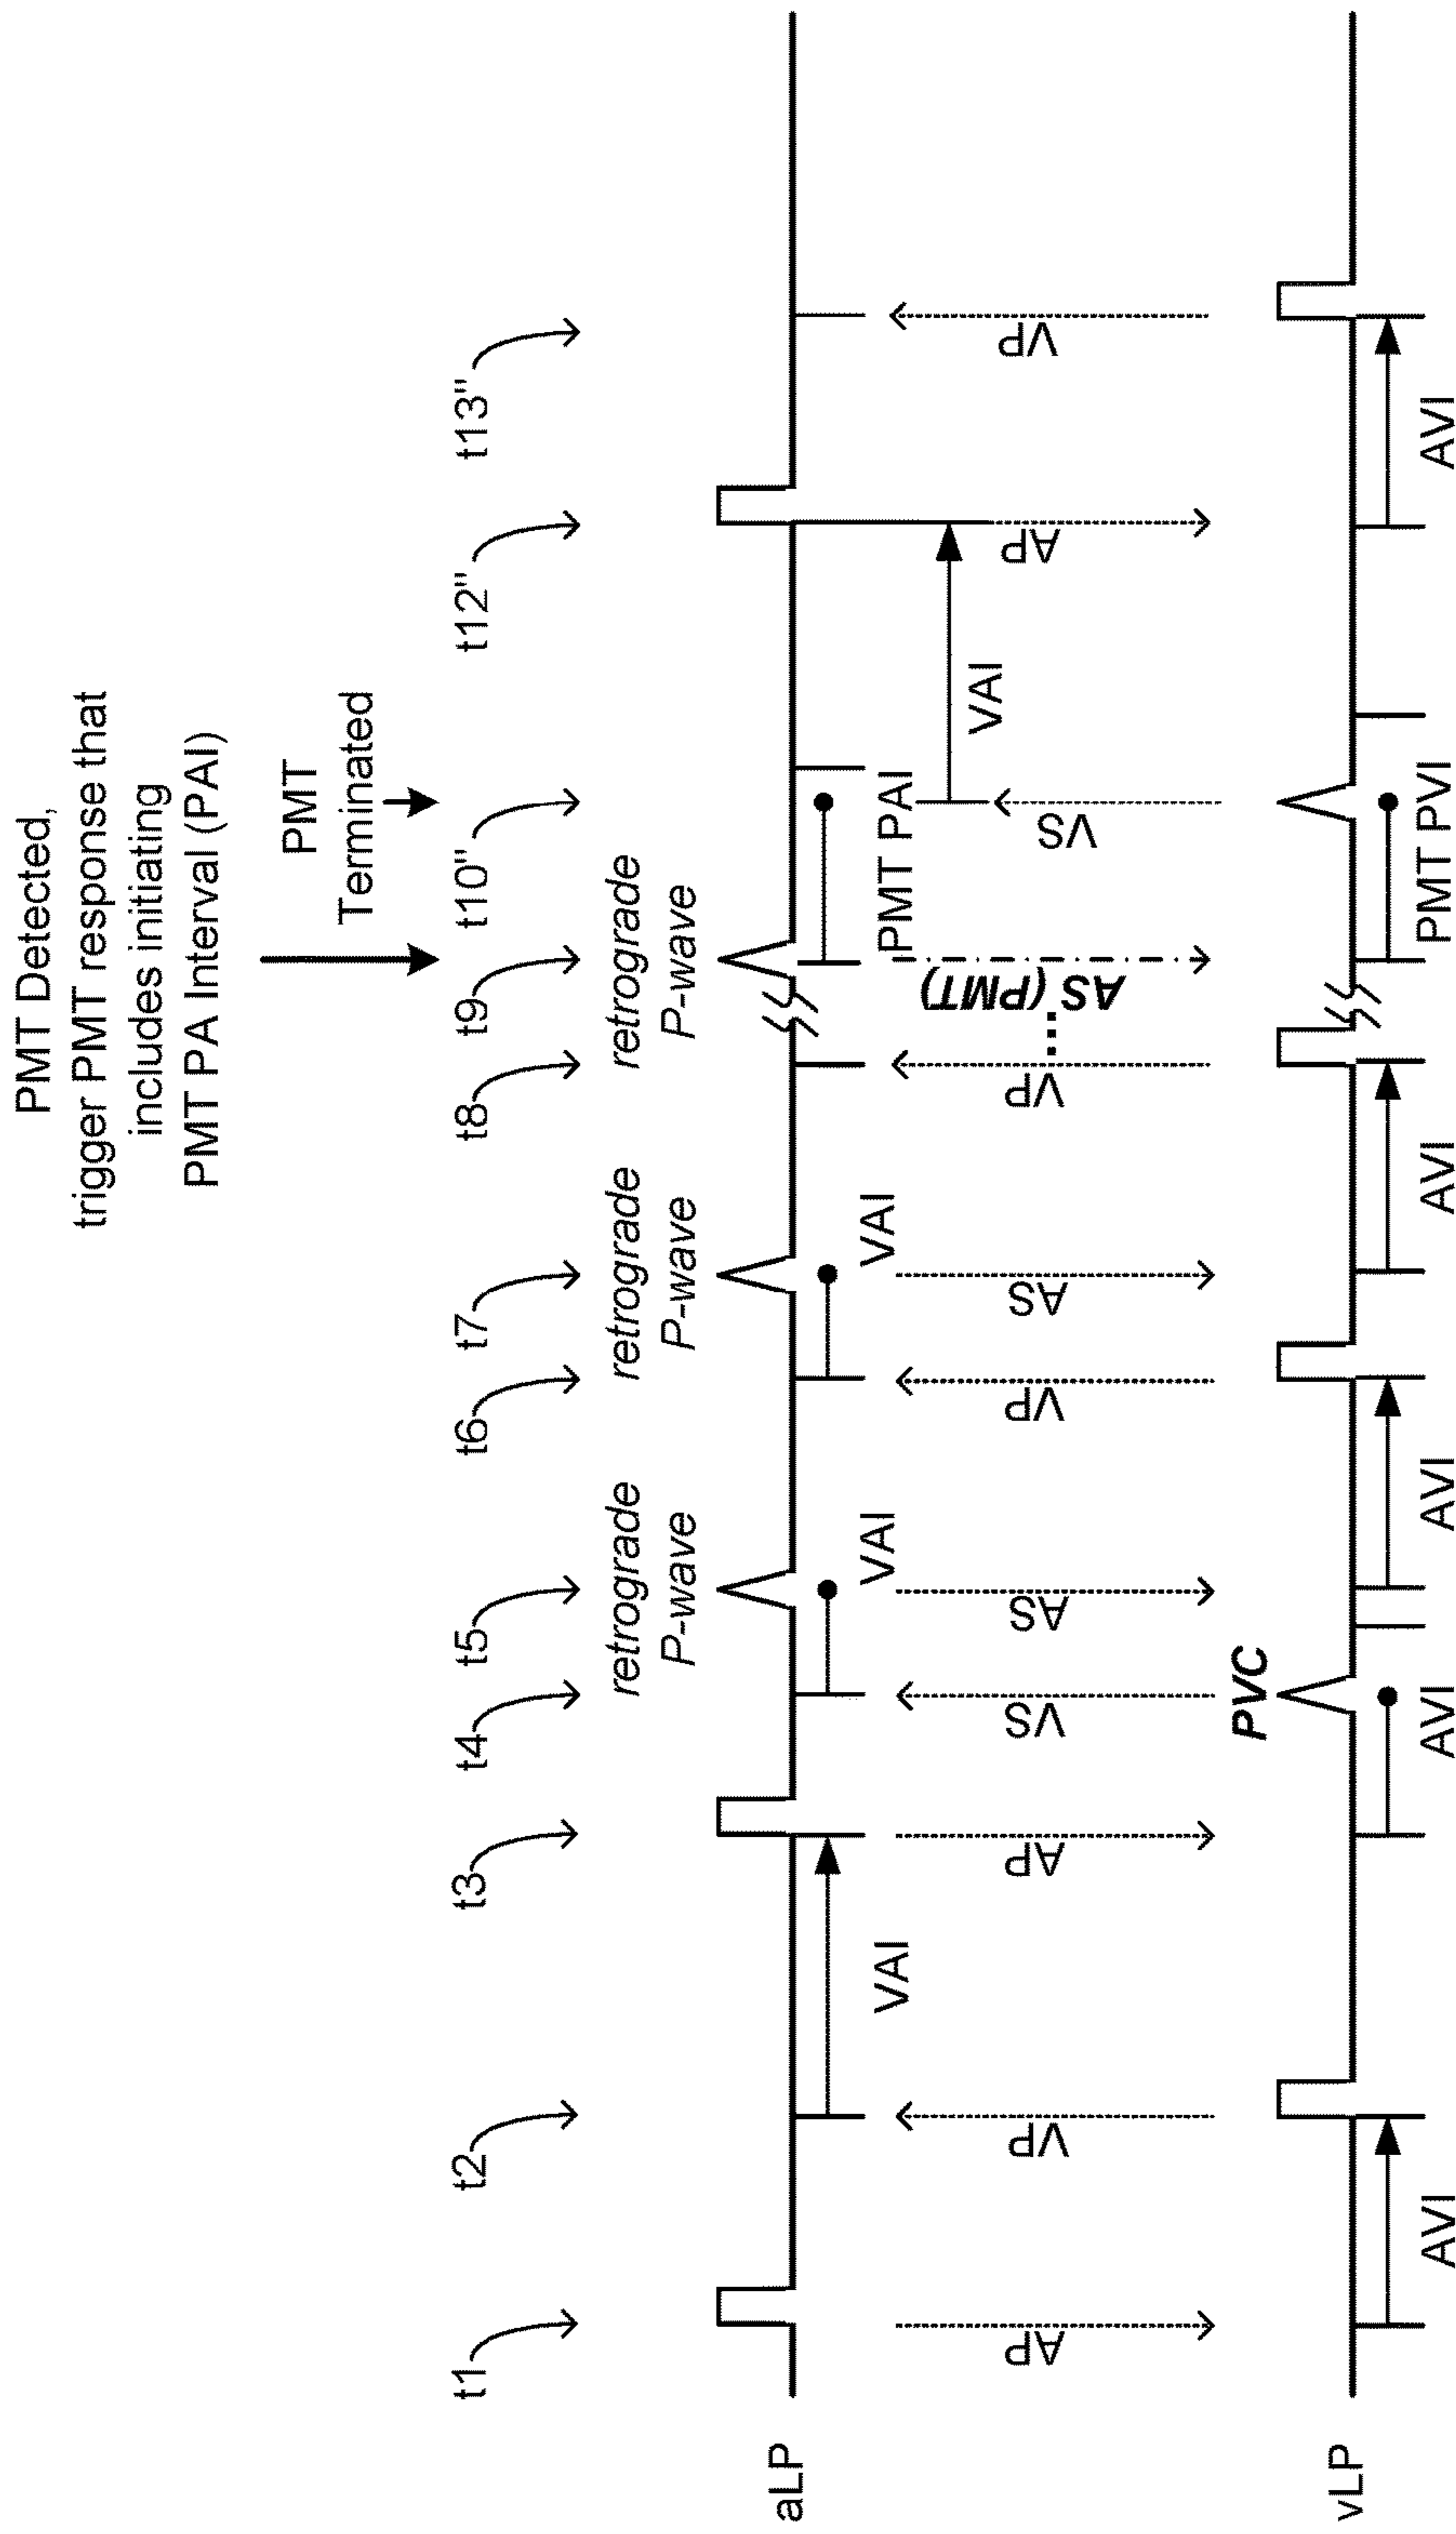 PMT Detected,
trigger PMT response that
includes initiating
PMT PA Interval (PAI)
PMT
Terminated
t1 t2 t3 t4 t5 t6 t7 t8 t9 t10" t12" t13"
retrograde retrograde retrograde
P-wave P-wave P-wave
aLP
VAI VAI VAI PMT PAI
VAI
AP VP AP VS AS VP AS VP ... AS (PMT) VS AP VP
PVC
vLP
AVI AVI AVI AVI PMT PVI AVI